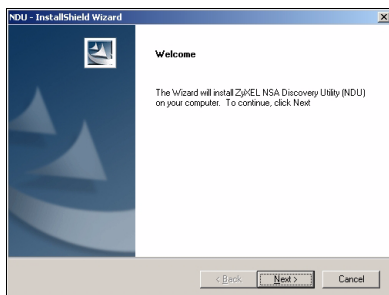 NDU - InstallShield Wizard
Welcome
The Wizard will install ZyXEL NSA Discovery Utility (NDU)
on your computer. To continue, click Next
< Back
Next >
Cancel